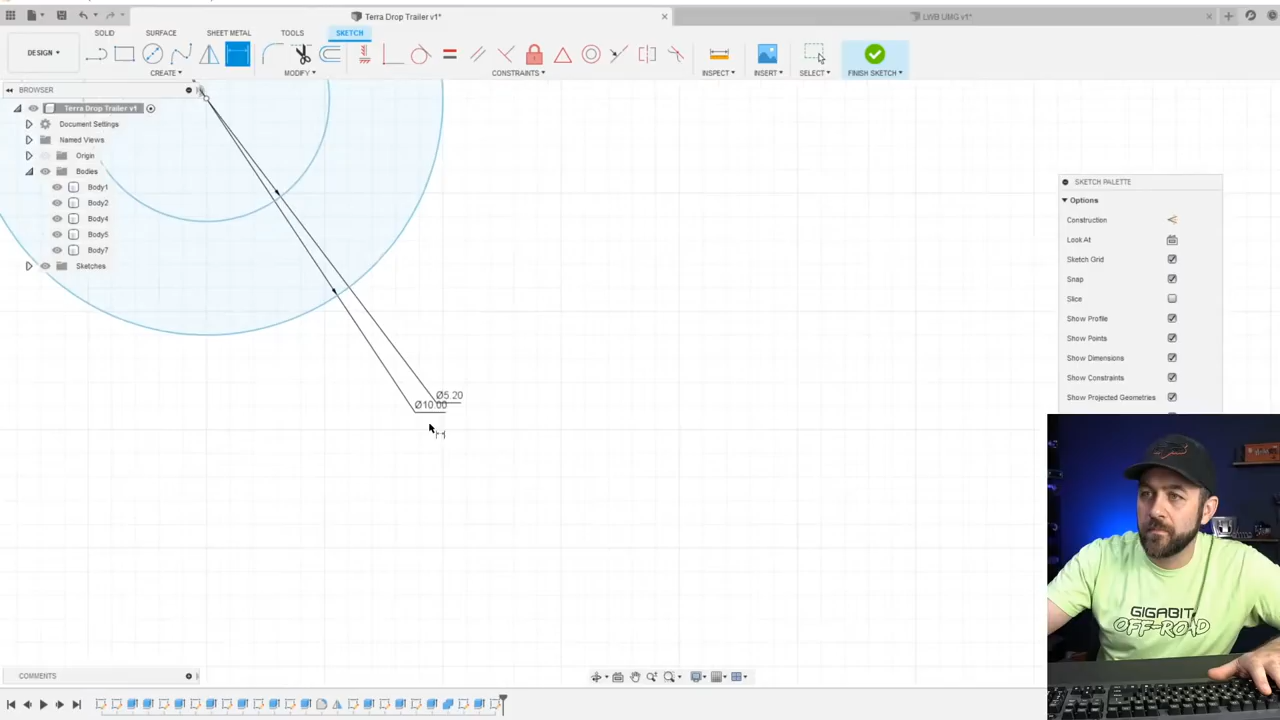 Terra Drop Trailer v1*
LWB UMG v1*
SOLID SURFACE SHEET METAL TOOLS SKETCH
DESIGN
CREATE MODIFY CONSTRAINTS INSPECT INSERT SELECT FINISH SKETCH
BROWSER
Terra Drop Trailer v1
Document Settings
Named Views
Origin
Bodies
Body1
Body2
Body4
Body5
Body7
Sketches
Ø5.20
Ø10.00
SKETCH PALETTE
Options
Construction
Look At
Sketch Grid
Snap
Slice
Show Profile
Show Points
Show Dimensions
Show Constraints
Show Projected Geometries
GIGABIT
OFF-ROAD
COMMENTS